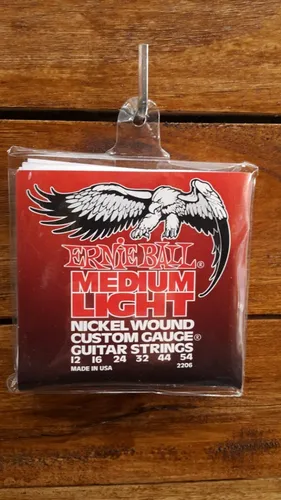 ERNIE BALL®
MEDIUM
LIGHT
NICKEL WOUND
CUSTOM GAUGE®
GUITAR STRINGS
12 16 24 32 44 54
MADE IN USA 2206